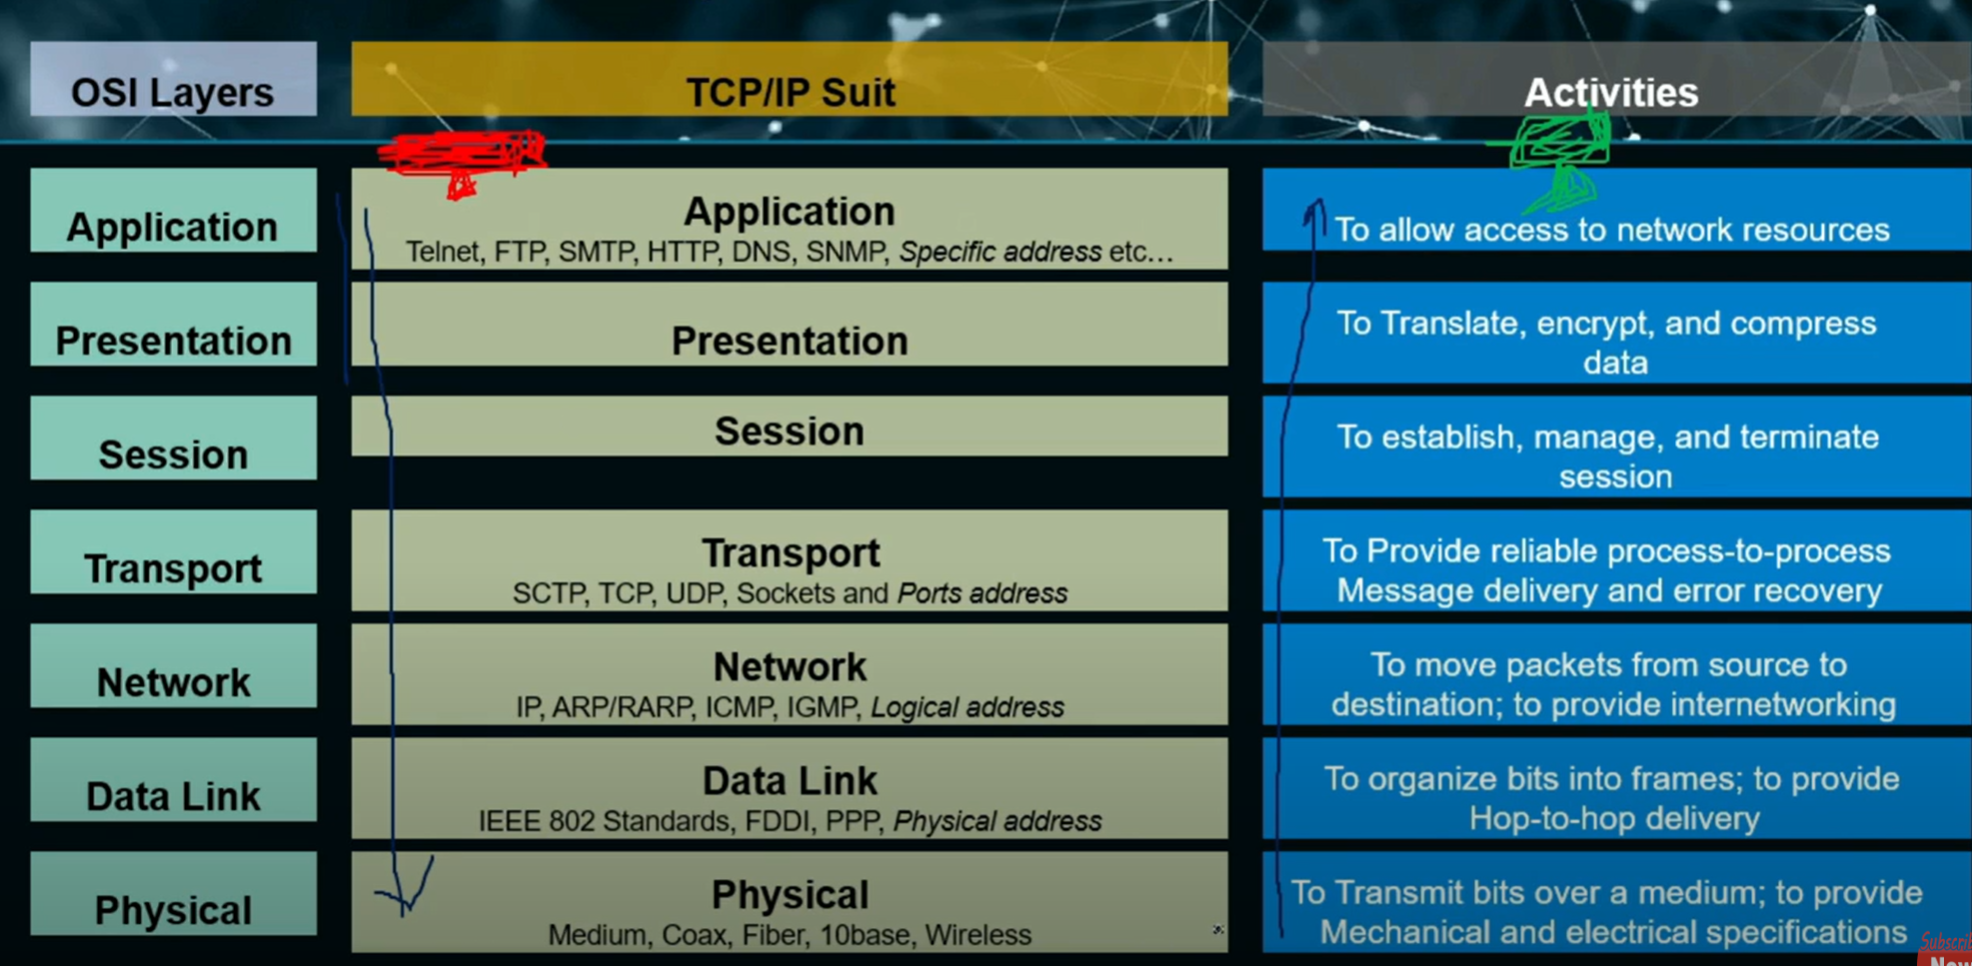 OSI Layers
TCP/IP Suit
Activities
Application
Application
Telnet, FTP, SMTP, HTTP, DNS, SNMP, Specific address etc...
To allow access to network resources
Presentation
Presentation
To Translate, encrypt, and compress
data
Session
Session
To establish, manage, and terminate
session
Transport
Transport
SCTP, TCP, UDP, Sockets and Ports address
To Provide reliable process-to-process
Message delivery and error recovery
Network
Network
IP, ARP/RARP, ICMP, IGMP, Logical address
To move packets from source to
destination; to provide internetworking
Data Link
Data Link
IEEE 802 Standards, FDDI, PPP, Physical address
To organize bits into frames; to provide
Hop-to-hop delivery
Physical
Physical
Medium, Coax, Fiber, 10base, Wireless
To Transmit bits over a medium; to provide
Mechanical and electrical specifications